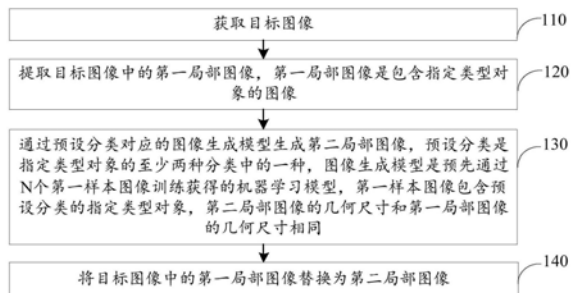 获取目标图像
110
提取目标图像中的第一局部图像，第一局部图像是包含指定类型对
象的图像
120
通过预设分类对应的图像生成模型生成第二局部图像，预设分类是
指定类型对象的至少两种分类中的一种，图像生成模型是预先通过
N个第一样本图像训练获得的机器学习模型，第一样本图像包含预
设分类的指定类型对象，第二局部图像的几何尺寸和第一局部图像
的几何尺寸相同
130
将目标图像中的第一局部图像替换为第二局部图像
140